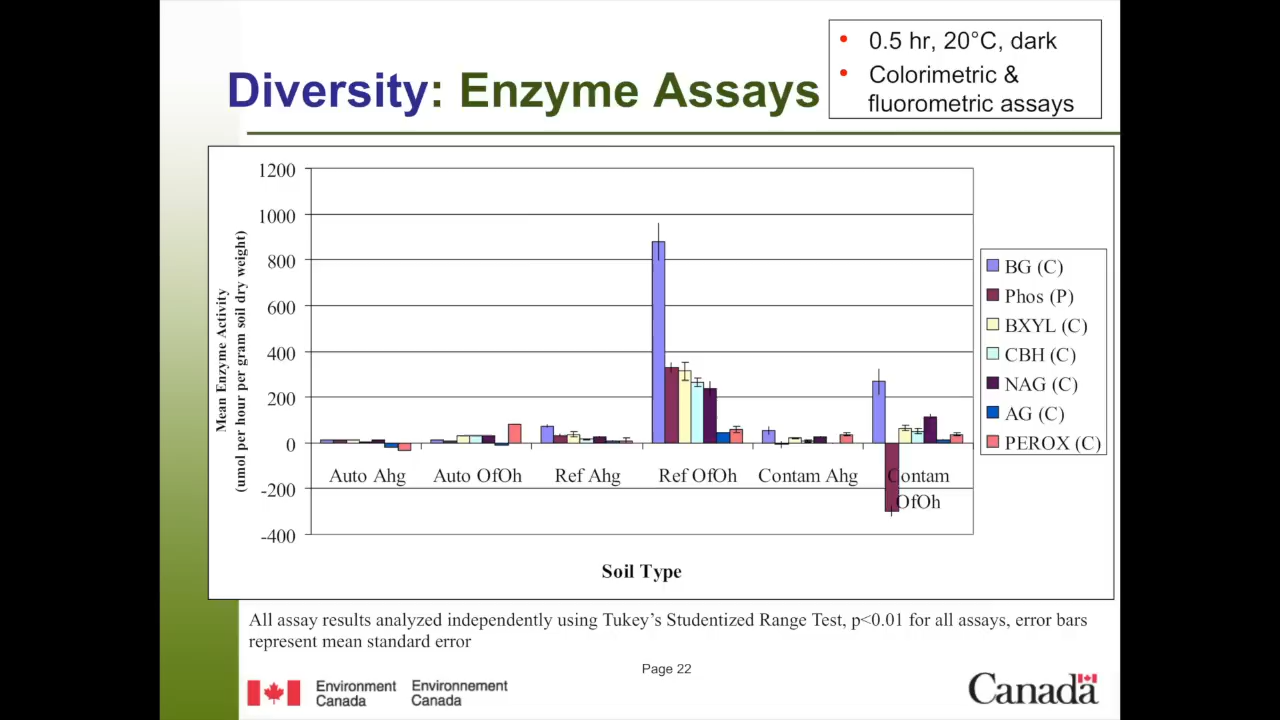 Diversity: Enzyme Assays
• 0.5 hr, 20°C, dark
• Colorimetric &
fluorometric assays
Mean Enzyme Activity
(umol per hour per gram soil dry weight)
1200
1000
800
600
400
200
0
-200
-400
Auto Ahg
Auto OfOh
Ref Ahg
Ref OfOh
Contam Ahg
Contam
OfOh
Soil Type
BG (C)
Phos (P)
BXYL (C)
CBH (C)
NAG (C)
AG (C)
PEROX (C)
All assay results analyzed independently using Tukey's Studentized Range Test, p<0.01 for all assays, error bars
represent mean standard error
Page 22
Environment
Canada
Environnement
Canada
Canada